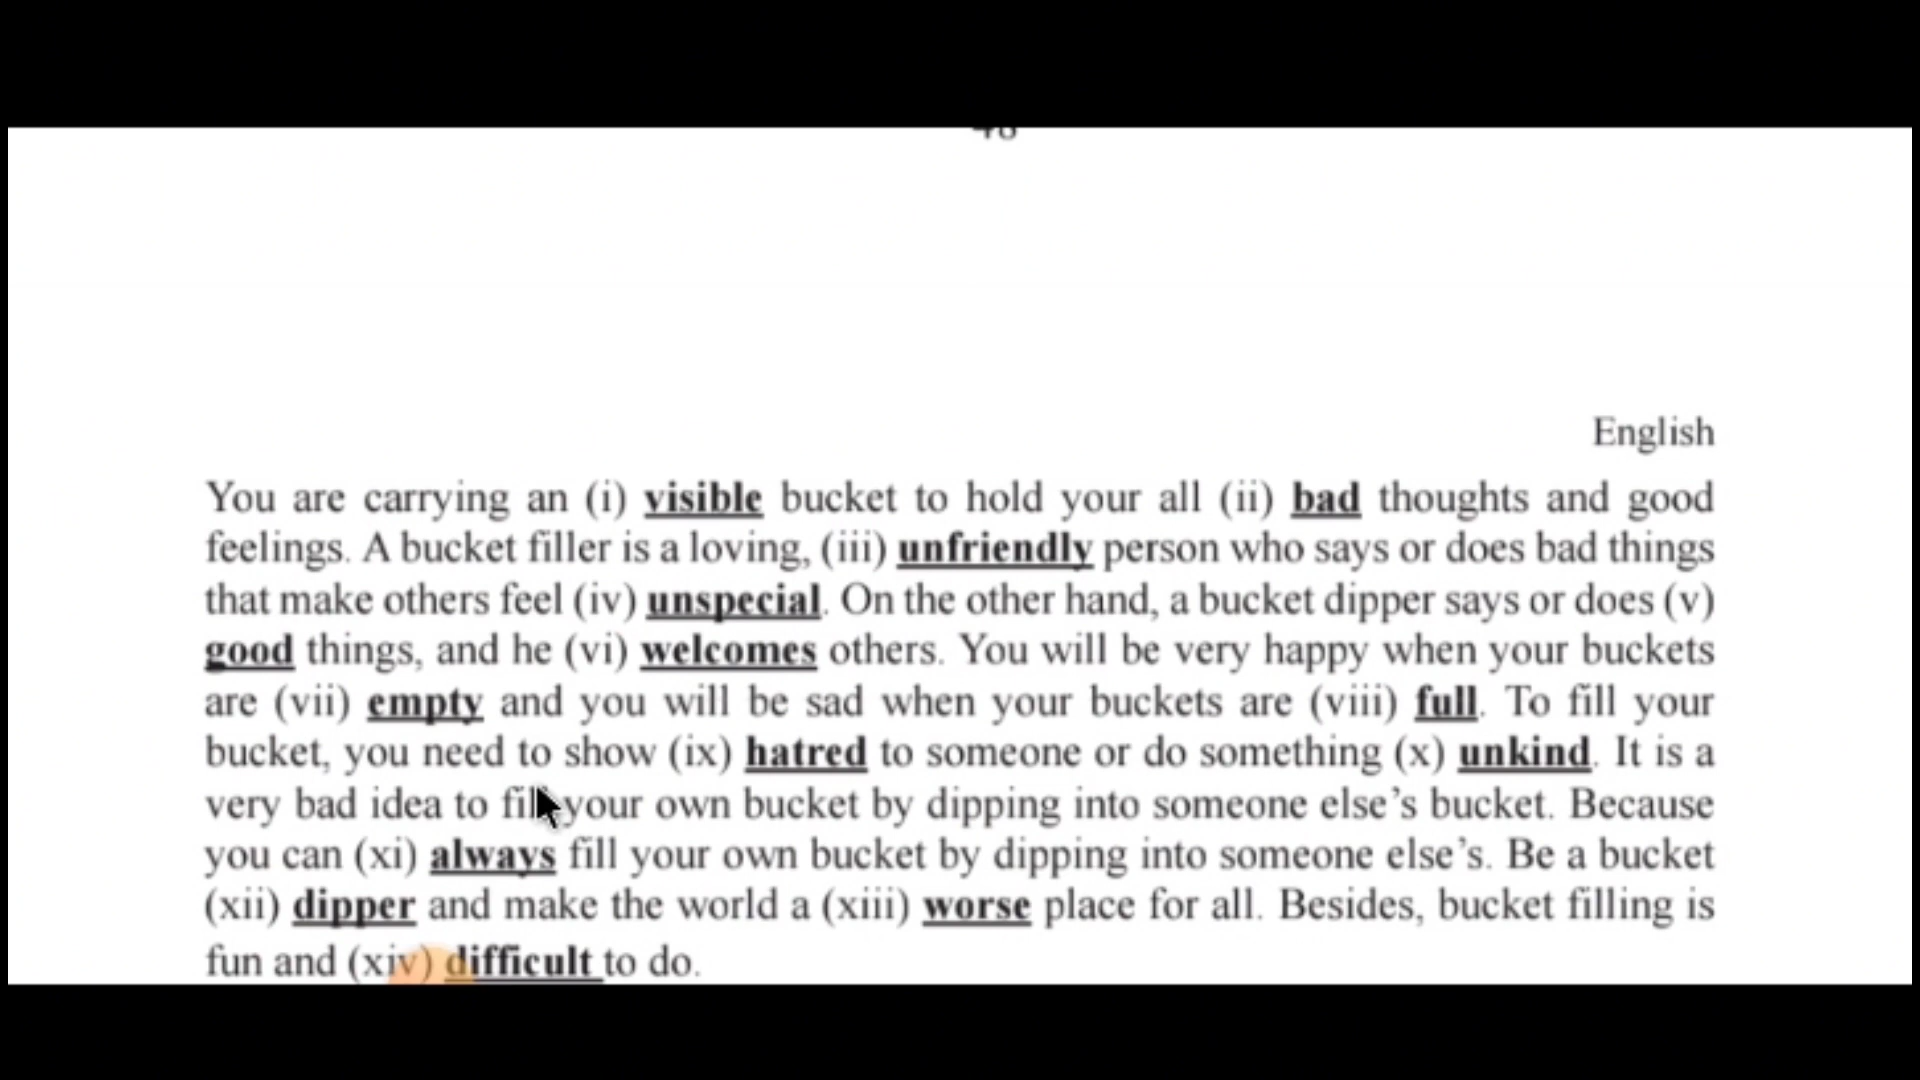 English
You are carrying an (i) visible bucket to hold your all (ii) bad thoughts and good
feelings. A bucket filler is a loving, (iii) unfriendly person who says or does bad things
that make others feel (iv) unspecial. On the other hand, a bucket dipper says or does (v)
good things, and he (vi) welcomes others. You will be very happy when your buckets
are (vii) empty and you will be sad when your buckets are (viii) full. To fill your
bucket, you need to show (ix) hatred to someone or do something (x) unkind. It is a
very bad idea to fill your own bucket by dipping into someone else’s bucket. Because
you can (xi) always fill your own bucket by dipping into someone else’s. Be a bucket
(xii) dipper and make the world a (xiii) worse place for all. Besides, bucket filling is
fun and (xiv) difficult to do.